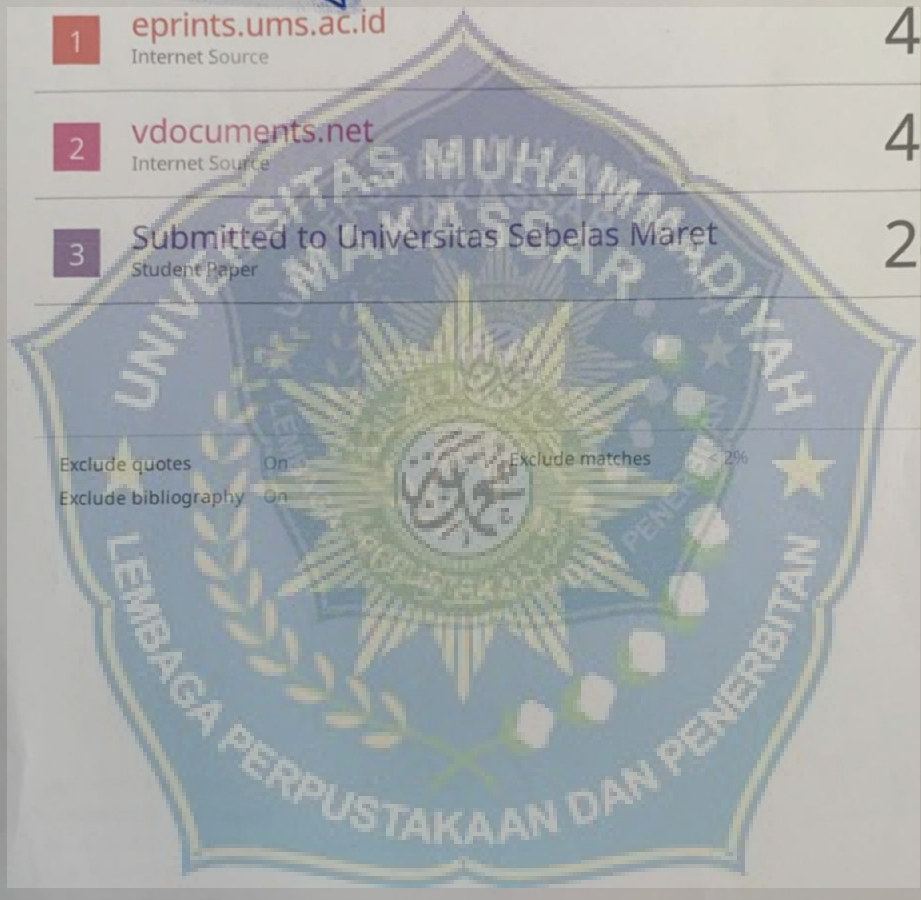 1 eprints.ums.ac.id 4
Internet Source
2 vdocuments.net 4
Internet Source
3 Submitted to Universitas Sebelas Maret 2
Student Paper
Exclude quotes On Exclude matches < 2%
Exclude bibliography On
UNIVERSITAS MUHAMMADIYAH
MAKASSAR
LEMBAGA PERPUSTAKAAN DAN PENERBITAN